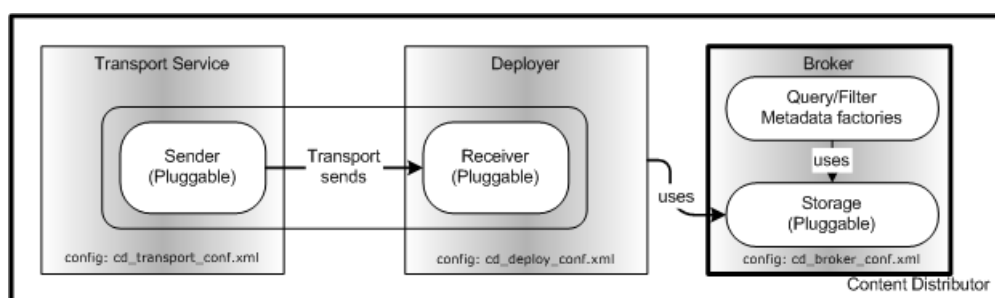 Transport Service
Sender
(Pluggable)
config: cd_transport_conf.xml
Transport
sends
Deployer
Receiver
(Pluggable)
config: cd_deploy_conf.xml
uses
Broker
Query/Filter
Metadata factories
uses
Storage
(Pluggable)
config: cd_broker_conf.xml
Content Distributor